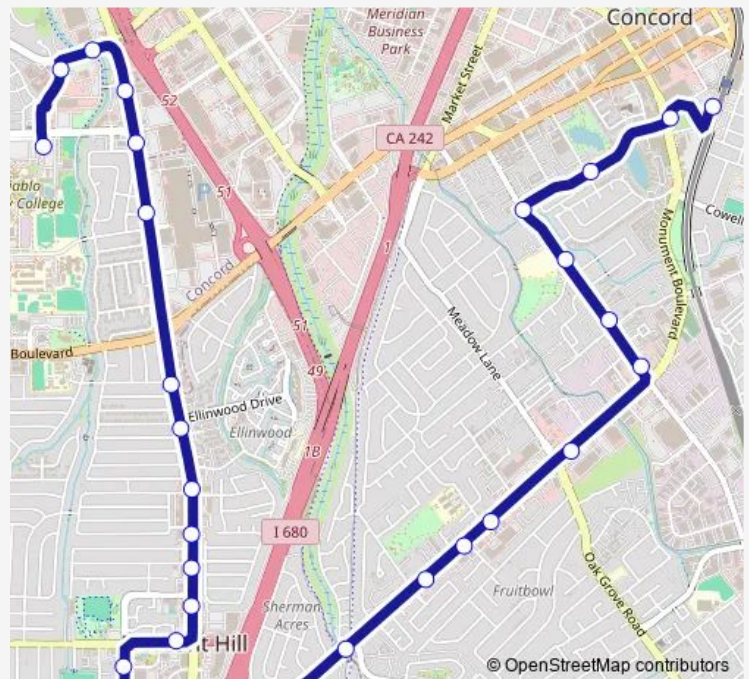 Meridian
Business
Park
Concord
52
Market Street
CA 242
51
P
1
Diablo
y College
Cowell
Concord
Monument Boulevard
Meadow Lane
51
Boulevard
49
Ellinwood Drive
Ellinwood
1B
I 680
Oak Grove Road
Fruitbowl
Sherman
Acres
t Hill
© OpenStreetMap contributors